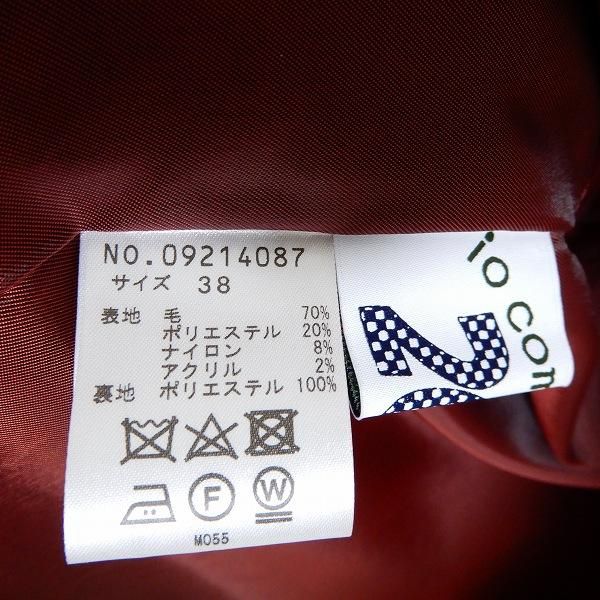 NO.09214087
サイズ 38
表地 毛 70%
ポリエステル 20%
ナイロン 8%
アクリル 2%
裏地 ポリエステル 100%
F W
M055
io com
2